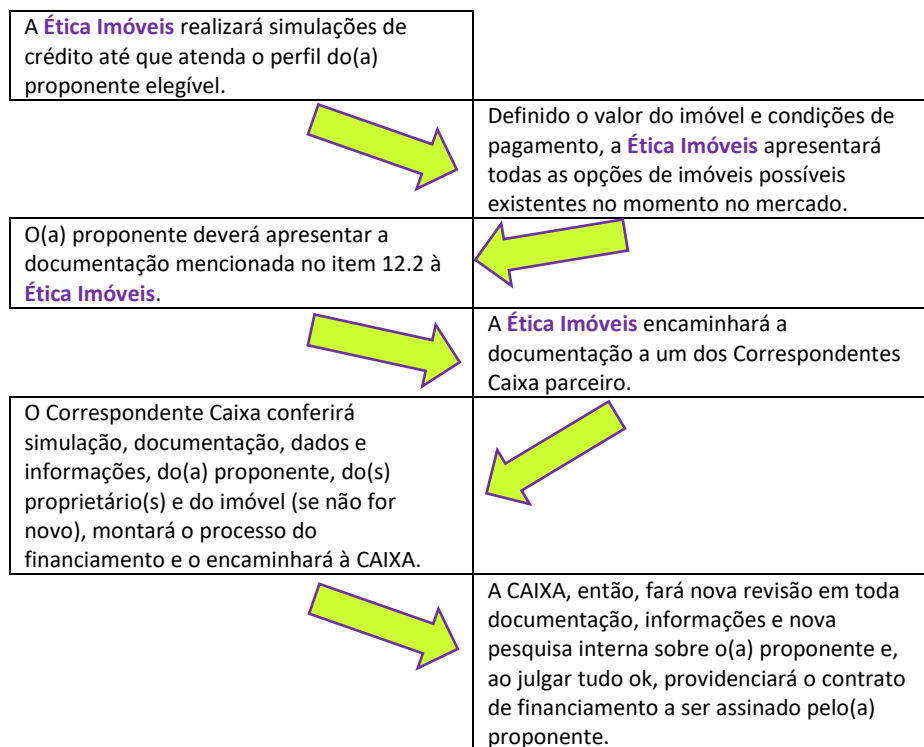 A Ética Imóveis realizará simulações de
crédito até que atenda o perfil do(a)
proponente elegível.
Definido o valor do imóvel e condições de
pagamento, a Ética Imóveis apresentará
todas as opções de imóveis possíveis
existentes no momento no mercado.
O(a) proponente deverá apresentar a
documentação mencionada no item 12.2 à
Ética Imóveis.
A Ética Imóveis encaminhará a
documentação a um dos Correspondentes
Caixa parceiro.
O Correspondente Caixa conferirá
simulação, documentação, dados e
informações, do(a) proponente, do(s)
proprietário(s) e do imóvel (se não for
novo), montará o processo do
financiamento e o encaminhará à CAIXA.
A CAIXA, então, fará nova revisão em toda
documentação, informações e nova
pesquisa interna sobre o(a) proponente e,
ao julgar tudo ok, providenciará o contrato
de financiamento a ser assinado pelo(a)
proponente.